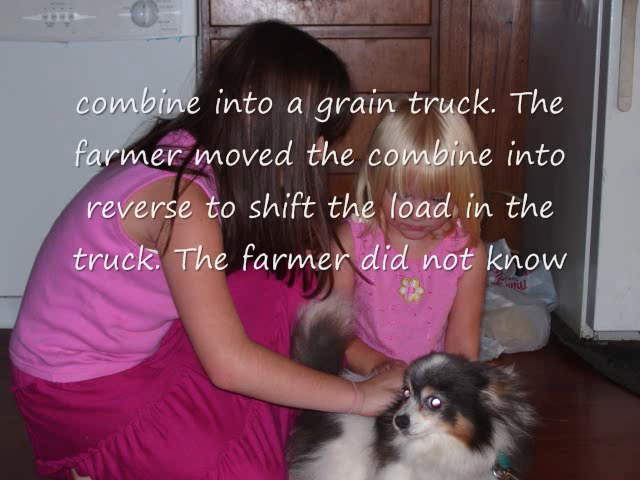 combine into a grain truck. The
farmer moved the combine into
reverse to shift the load in the
truck. The farmer did not know